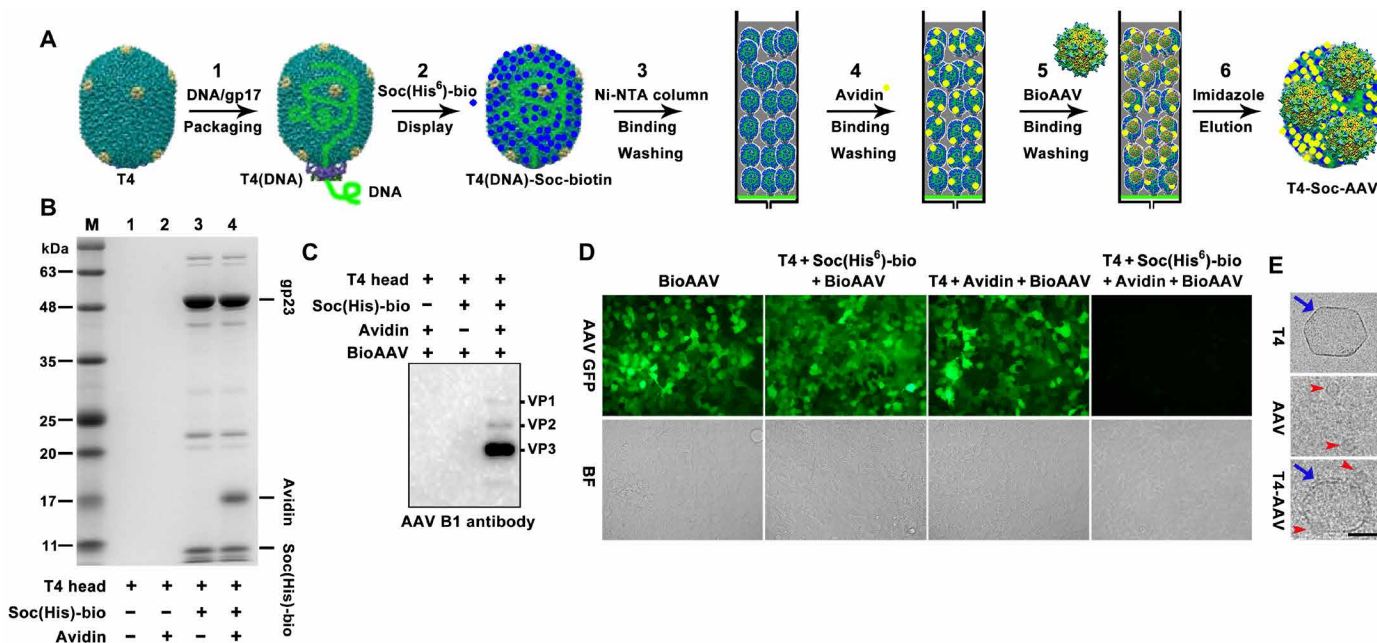 A
1
DNA/gp17
Packaging
2
Soc(His6)-bio
Display
3
Ni-NTA column
Binding
Washing
4
Avidin
Binding
Washing
5
BioAAV
Binding
Washing
6
Imidazole
Elution
T4
T4(DNA)
DNA
T4(DNA)-Soc-biotin
T4-Soc-AAV
B
M 1 2 3 4
kDa
63
48
35
25
20
17
11
gp23
Avidin
Soc(His)-bio
T4 head + + + +
Soc(His)-bio − − + +
Avidin − + − +
C
T4 head + + +
Soc(His)-bio − + +
Avidin + − +
BioAAV + + +
VP1
VP2
VP3
AAV B1 antibody
D
BioAAV
T4 + Soc(His6)-bio
+ BioAAV
T4 + Avidin + BioAAV
T4 + Soc(His6)-bio
+ Avidin + BioAAV
AAV GFP
BF
E
T4
AAV
T4-AAV